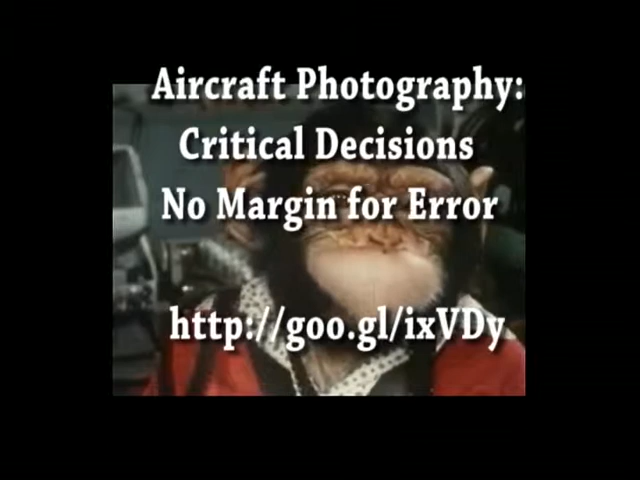 Aircraft Photography:
Critical Decisions
No Margin for Error
http://goo.gl/ixVDy